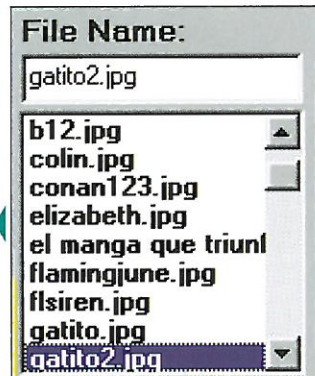 File Name:
gatito2.jpg
b12.jpg
colin.jpg
conan123.jpg
elizabeth.jpg
el manga que triunf
flamingjune.jpg
flsiren.jpg
gatito.jpg
gatito2.jpg